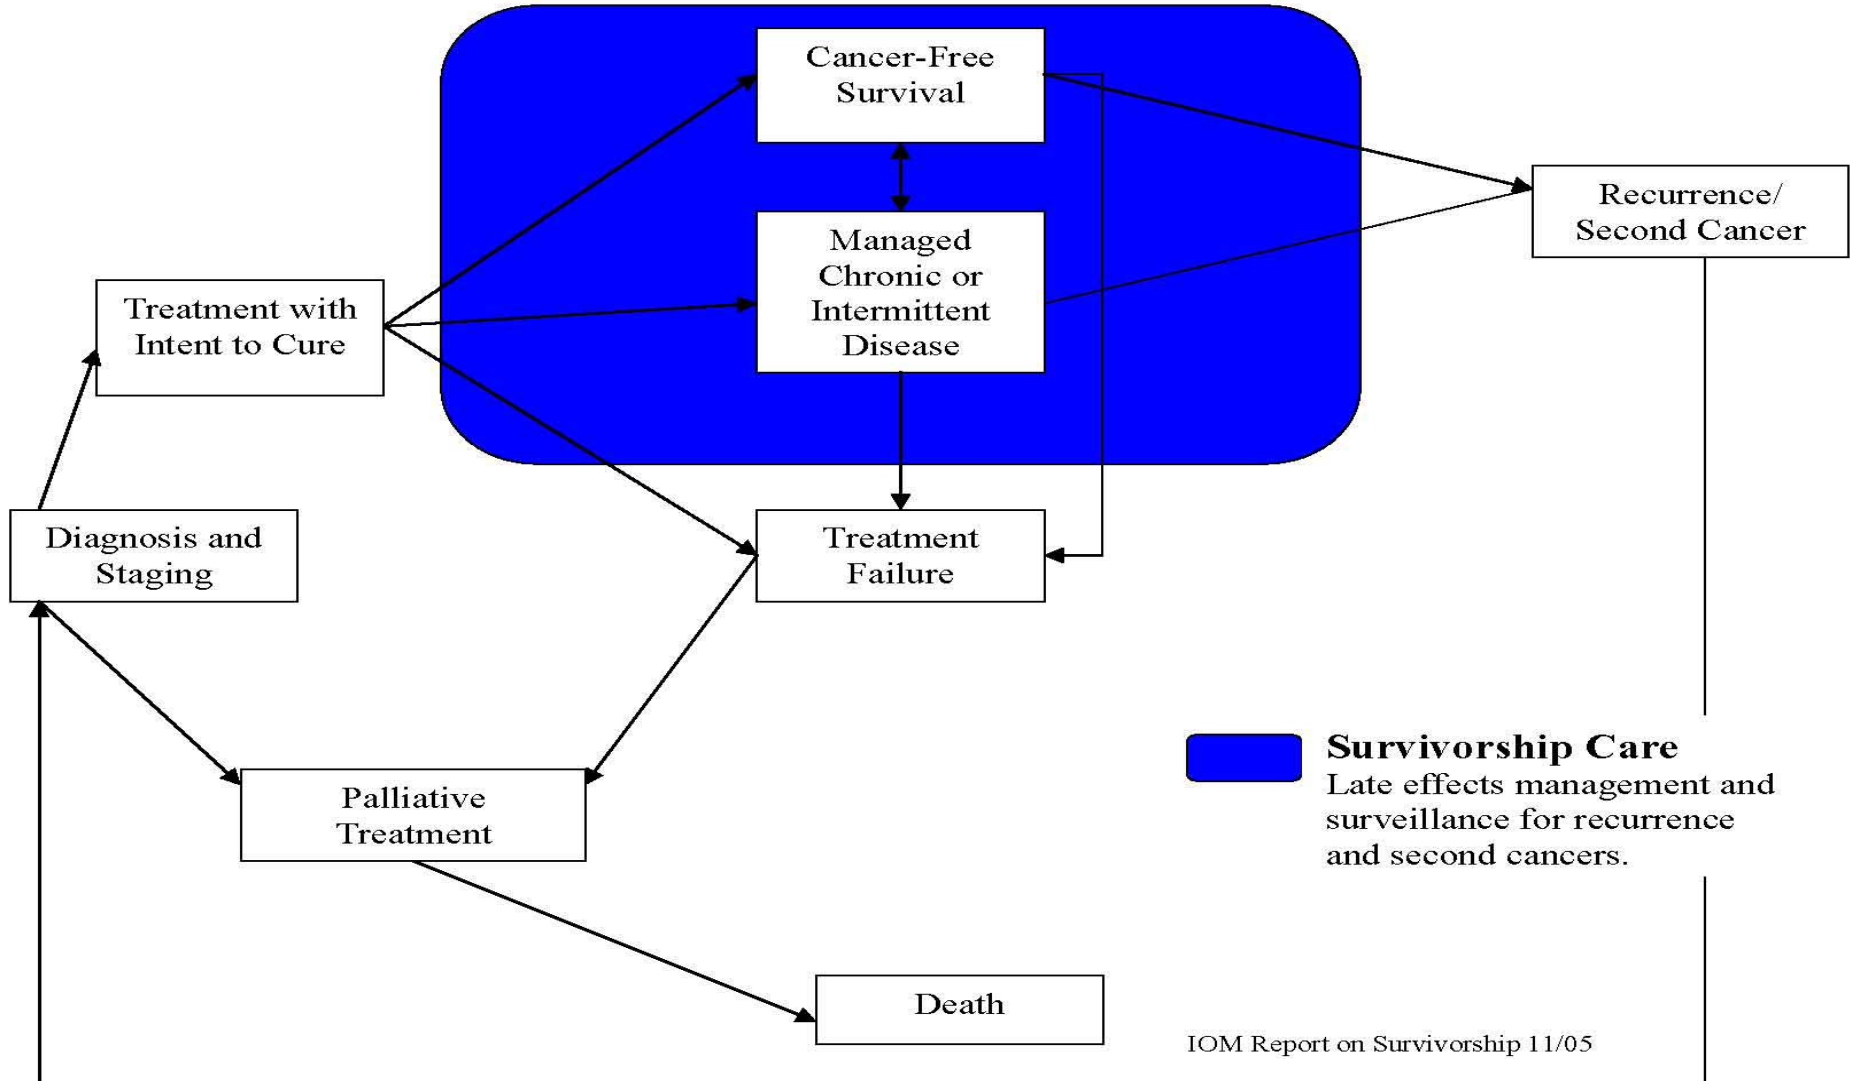 Cancer-Free
Survival
Managed
Chronic or
Intermittent
Disease
Recurrence/
Second Cancer
Treatment with
Intent to Cure
Diagnosis and
Staging
Treatment
Failure
Palliative
Treatment
Survivorship Care
Late effects management and
surveillance for recurrence
and second cancers.
Death
IOM Report on Survivorship 11/05